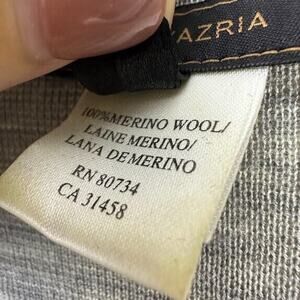 AZRIA
100%MERINO WOOL/
LAINE MERINO/
LANA DEMERINO
RN 80734
CA 31458